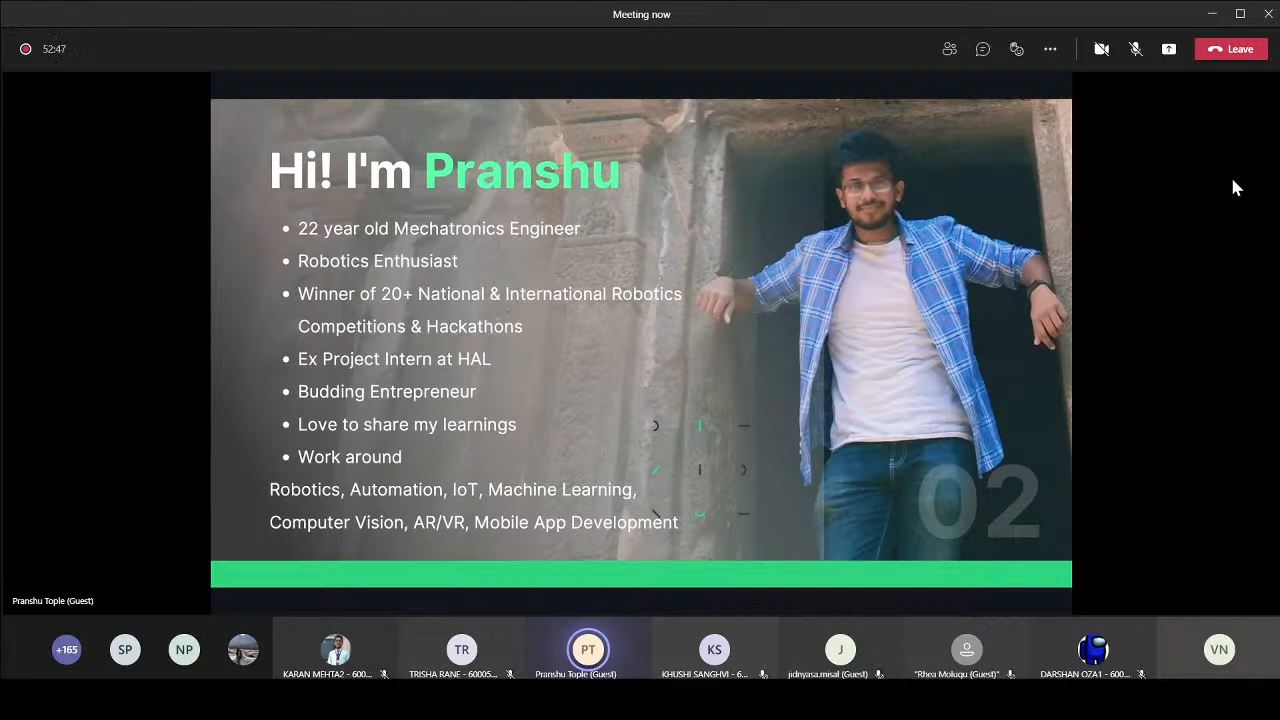 Meeting now
52:47
Leave
Hi! I'm Pranshu
22 year old Mechatronics Engineer
Robotics Enthusiast
Winner of 20+ National & International Robotics
Competitions & Hackathons
Ex Project Intern at HAL
Budding Entrepreneur
Love to share my learnings
Work around
Robotics, Automation, IoT, Machine Learning,
Computer Vision, AR/VR, Mobile App Development
02
Pranshu Tople (Guest)
+165
SP
NP
TR
PT
KS
J
VN
KARAN MEHTA2 - 600...
TRISHA RANE - 60005...
Pranshu Tople (Guest)
KHUSHI SANGHVI - 6...
jidnyasa.misal (Guest)
"Rhea Molugu (Guest)"
DARSHAN OZA1 - 600...